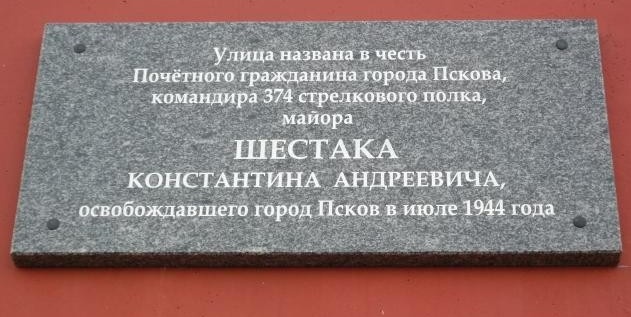 Улица названа в честь
Почётного гражданина города Пскова,
командира 374 стрелкового полка,
майора
ШЕСТАКА
КОНСТАНТИНА АНДРЕЕВИЧА,
освобождавшего город Псков в июле 1944 года